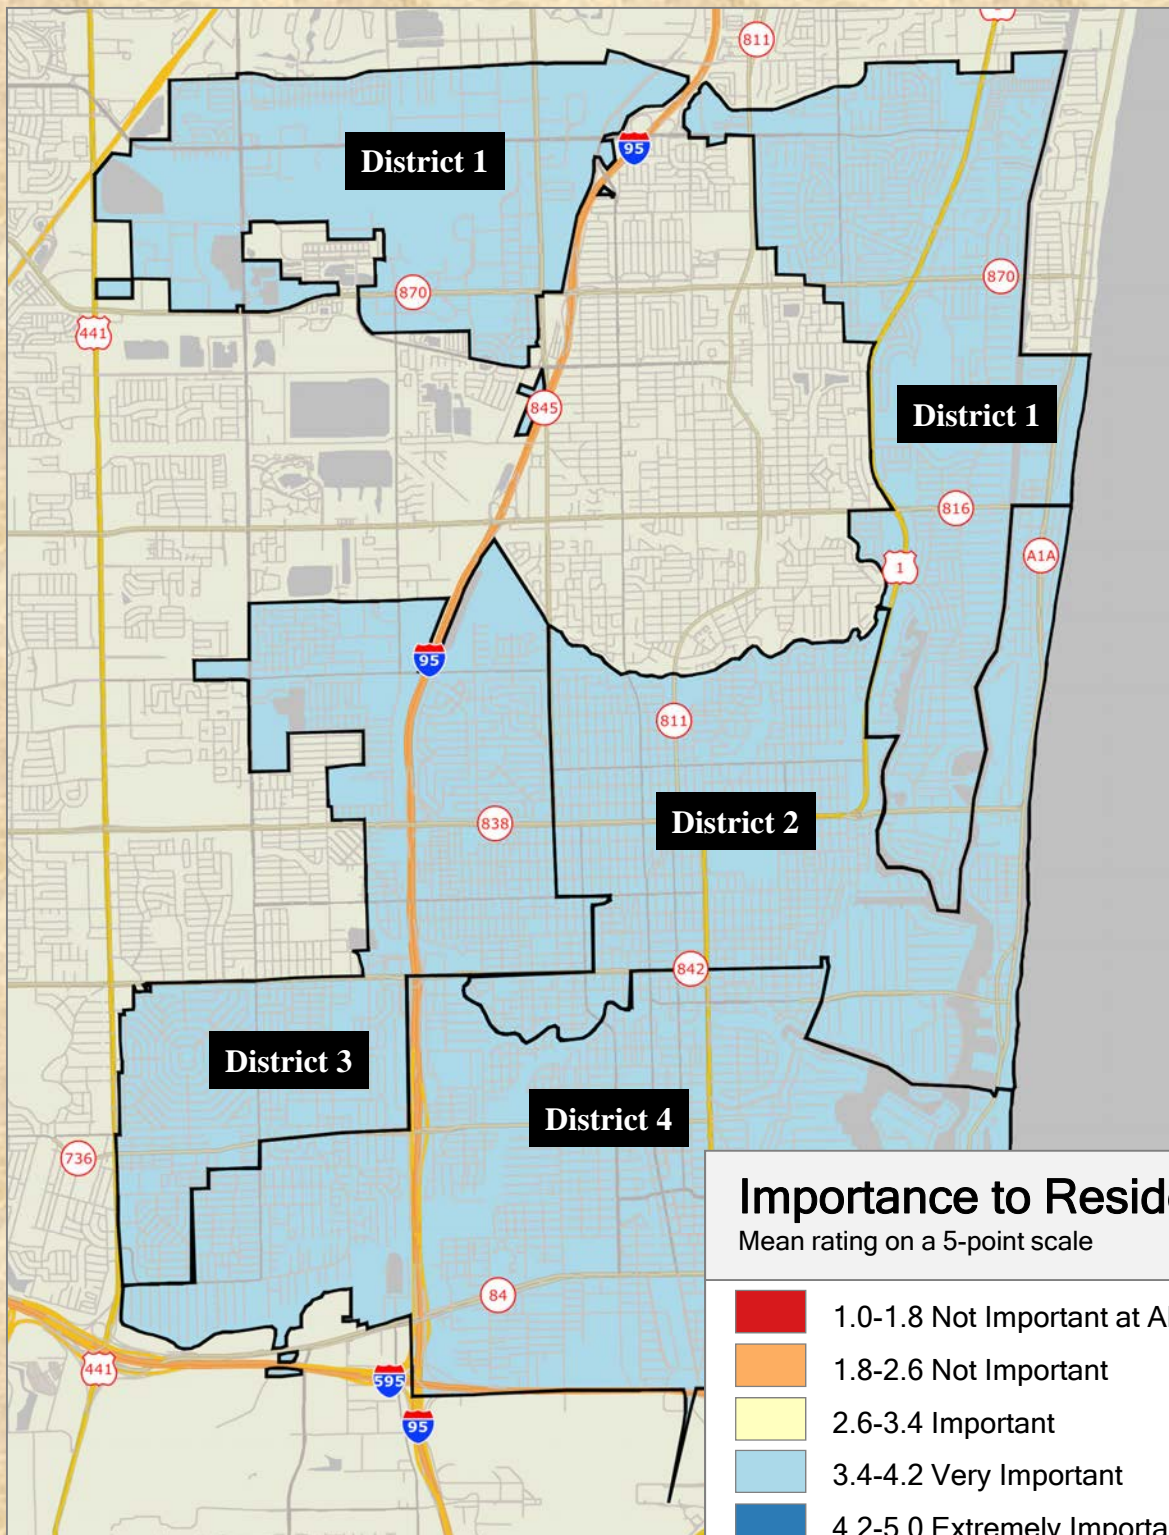 811
1
95
District 1
870
870
441
845
District 1
816
A1A
1
95
811
838
District 2
842
District 3
District 4
736
Importance to Reside
Mean rating on a 5-point scale
84
1.0-1.8 Not Important at Al
441
1.8-2.6 Not Important
595
95
2.6-3.4 Important
3.4-4.2 Very Important
4.2-5.0 Extremely Importa